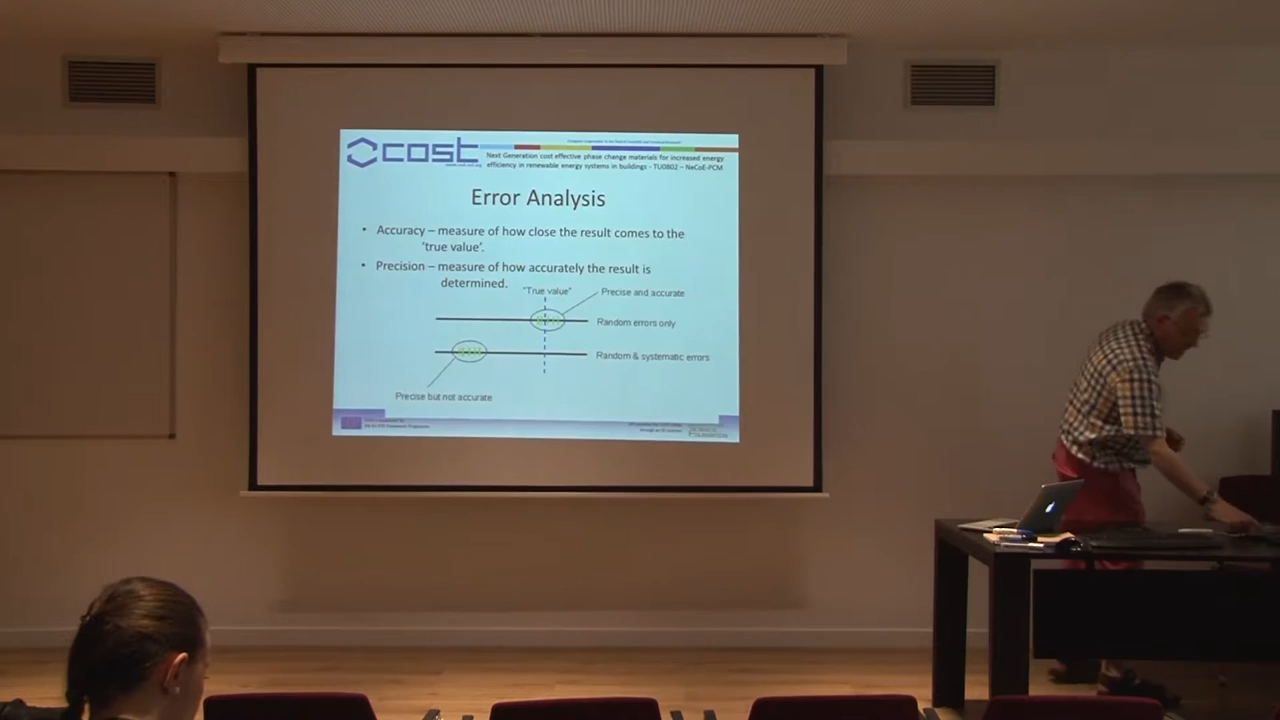 cost
Next Generation cost effective phase change materials for increased energy
efficiency in renewable energy systems in buildings - TU0802 – NeCoE-PCM
Error Analysis
• Accuracy – measure of how close the result comes to the
'true value'.
• Precision – measure of how accurately the result is
determined.
"True value"
Precise and accurate
Random errors only
Random & systematic errors
Precise but not accurate